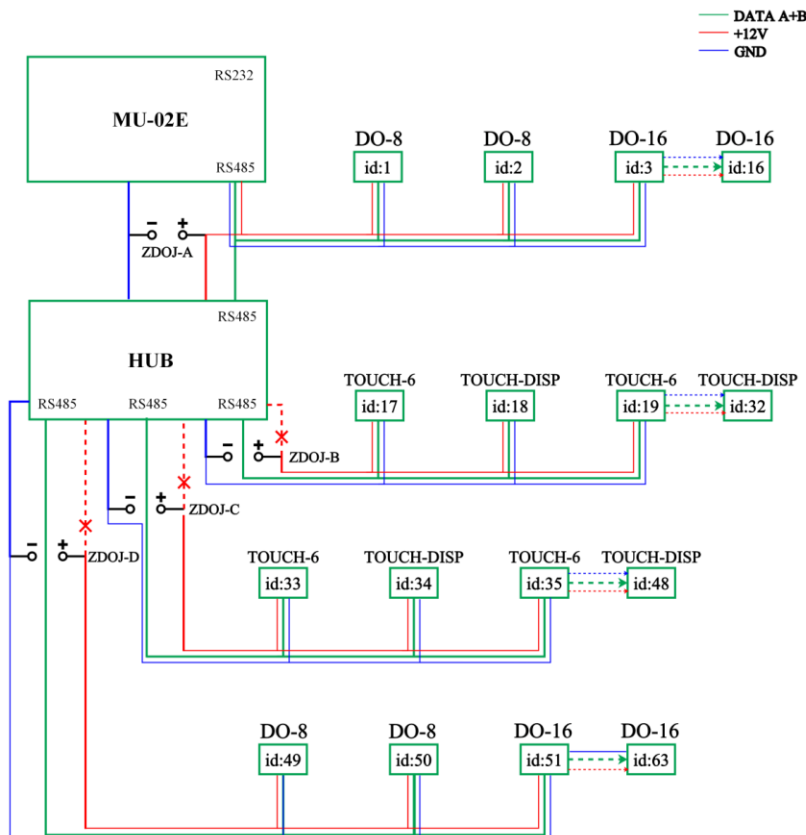 DATA A+B
+12V
GND
RS232
MU-02E
RS485
DO-8
DO-8
DO-16
DO-16
id:1
id:2
id:3
id:16
- +
ZDOJ-A
RS485
HUB
RS485
RS485
RS485
TOUCH-6
TOUCH-DISP
TOUCH-6
TOUCH-DISP
id:17
id:18
id:19
id:32
- +
ZDOJ-B
- +
ZDOJ-C
- +
ZDOJ-D
TOUCH-6
TOUCH-DISP
TOUCH-6
TOUCH-DISP
id:33
id:34
id:35
id:48
DO-8
DO-8
DO-16
DO-16
id:49
id:50
id:51
id:63